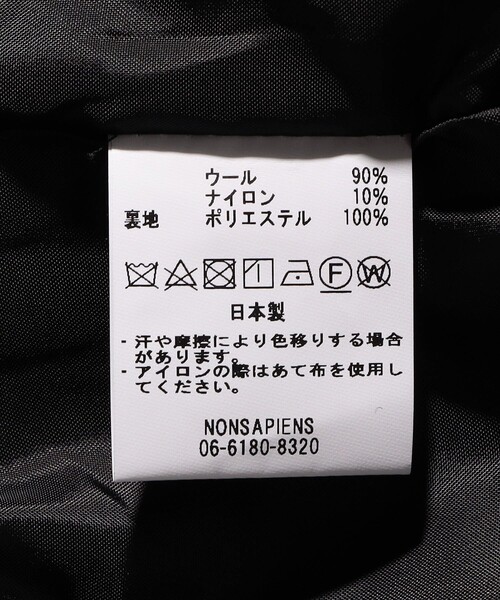 ウール 90%
ナイロン 10%
裏地 ポリエステル 100%
F W
日本製
- 汗や摩擦により色移りする場合
があります。
- アイロンの際はあて布を使用し
てください。
NONSAPIENS
06-6180-8320